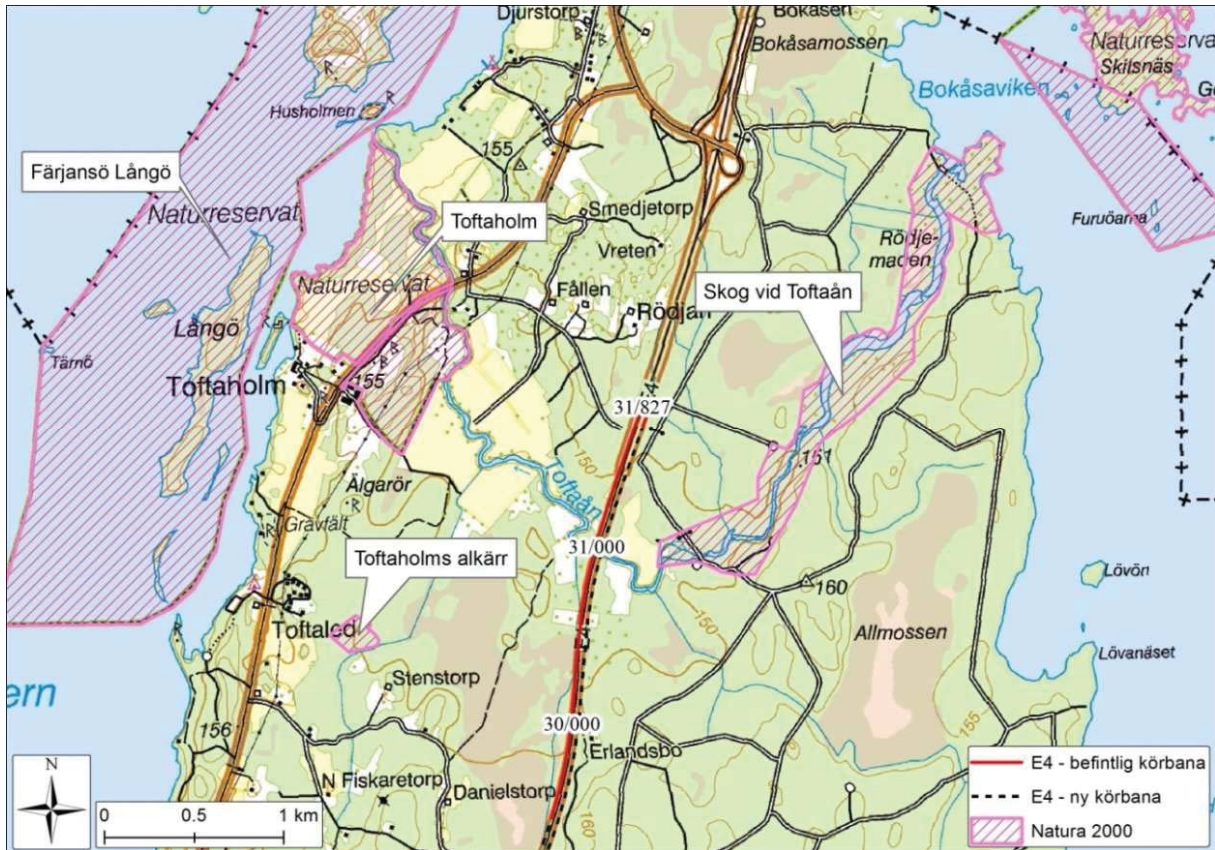 Djurstorp
Bokåsen
Bokåsamossen
Naturreservat
Skilsnäs
Bokåsaviken
Husholmen
R
R
155
Färjansö Långö
Toftaholm
Naturreservat
Smedjetorp
Vreten
Rödje-
maden
Furuöarna
Skog vid Toftaån
Naturreservat
Fållen
Rödjan
Långö
Tärnö
Toftaholm
155
R
R
R
31/827
150
151
Älgarör
R
Toftaån
Gravfält
R
31/000
Toftaholms alkärr
160
Lövön
Toftaled
R
150
150
Allmossen
Lövanäset
Stenstorp
ern
156
30/000
Erlandsbo
155
N Fiskaretorp
Danielstorp
160
N
0 0.5 1 km
E4 - befintlig körbana
E4 - ny körbana
Natura 2000